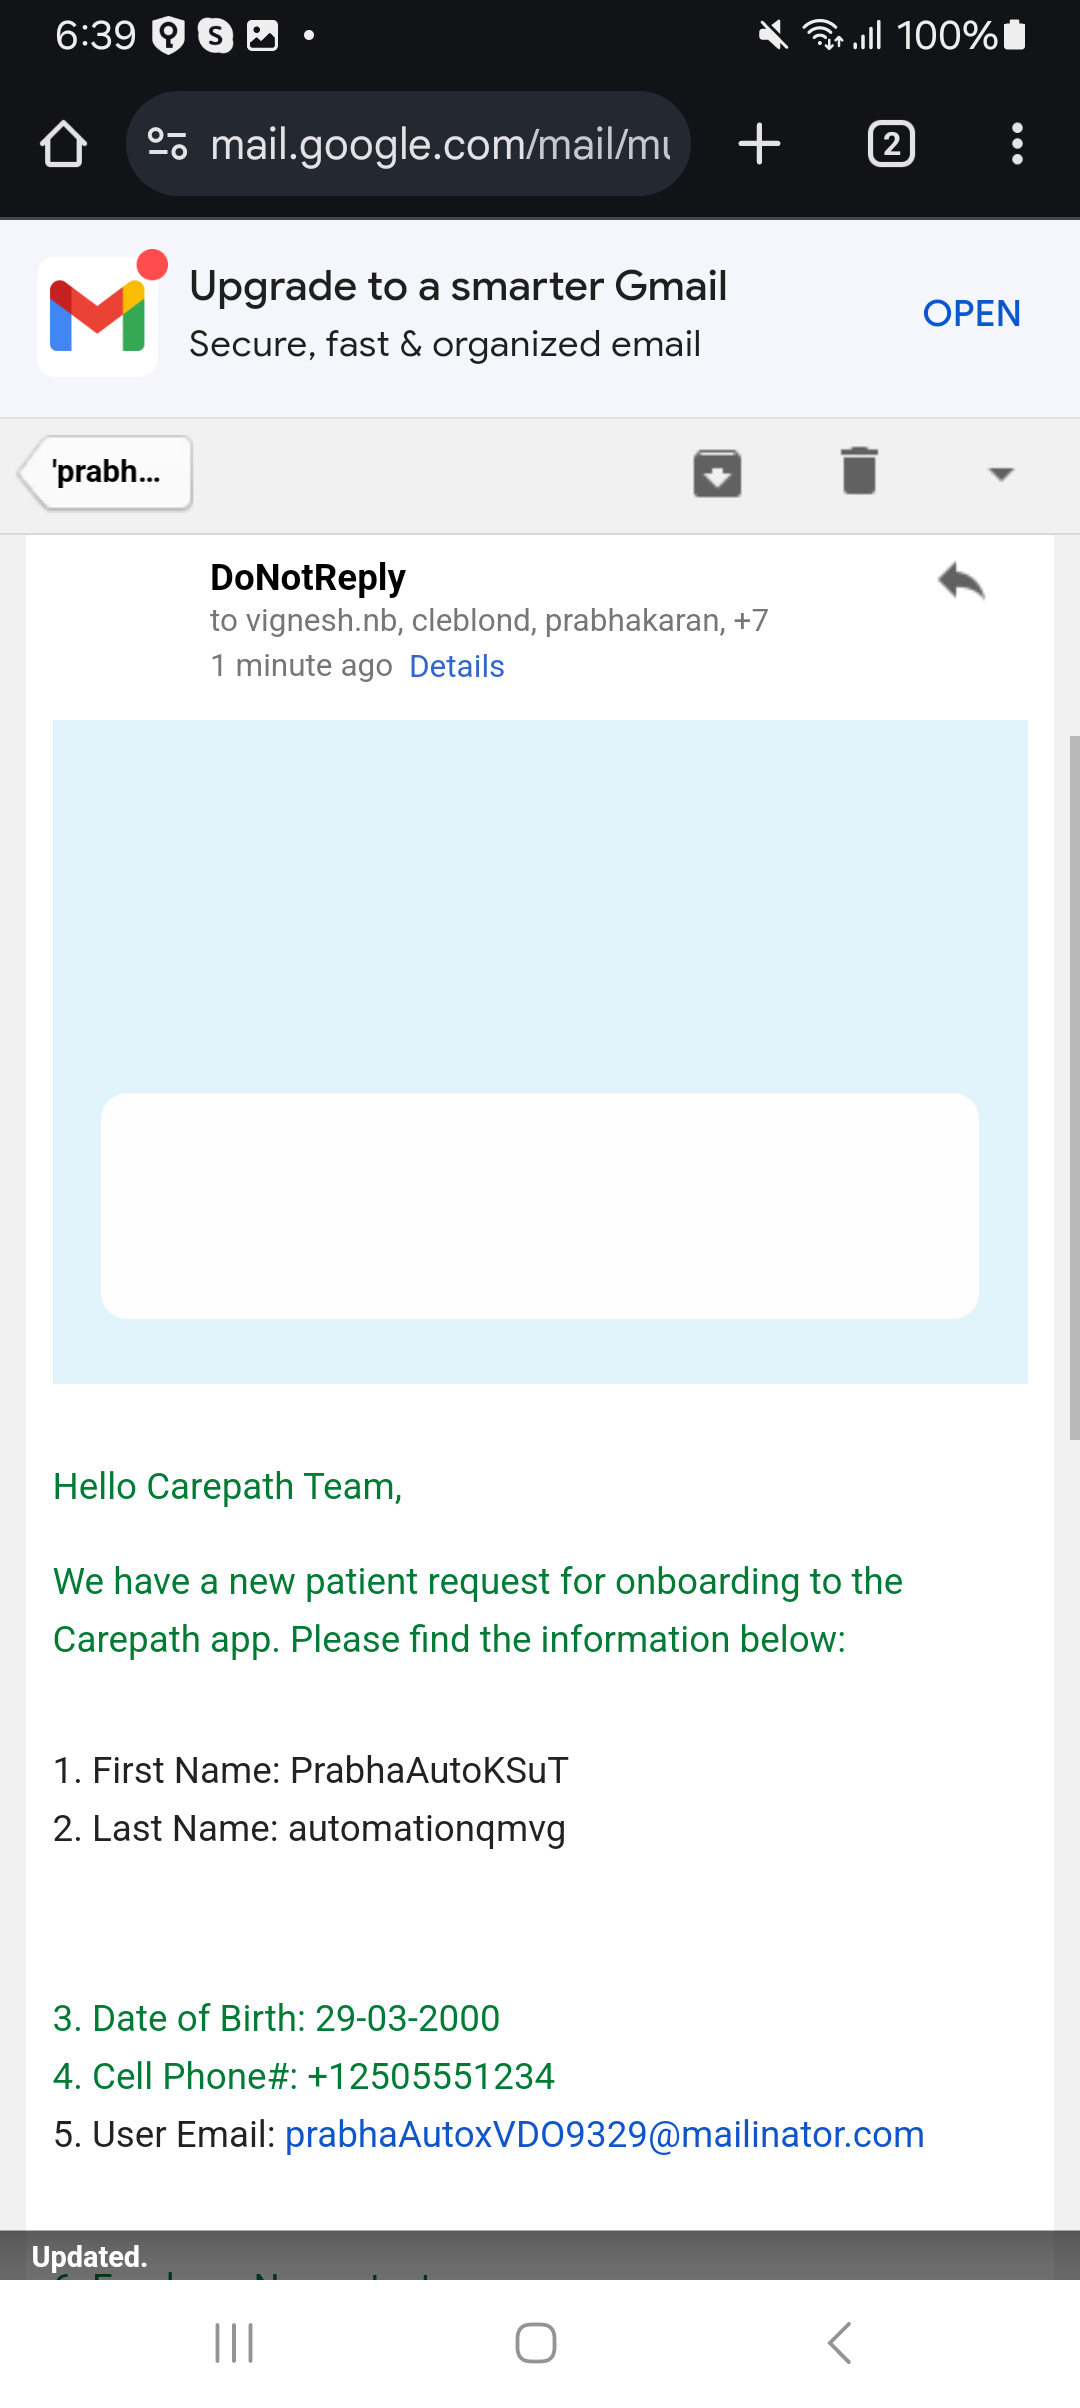 6:39
100%
mail.google.com/mail/mu
2
Upgrade to a smarter Gmail
Secure, fast & organized email
OPEN
'prabh...
DoNotReply
to vignesh.nb, cleblond, prabhakaran, +7
1 minute ago Details
Hello Carepath Team,
We have a new patient request for onboarding to the
Carepath app. Please find the information below:
1. First Name: PrabhaAutoKSuT
2. Last Name: automationqmvg
3. Date of Birth: 29-03-2000
4. Cell Phone#: +12505551234
5. User Email: prabhaAutoxVDO9329@mailinator.com
Updated.